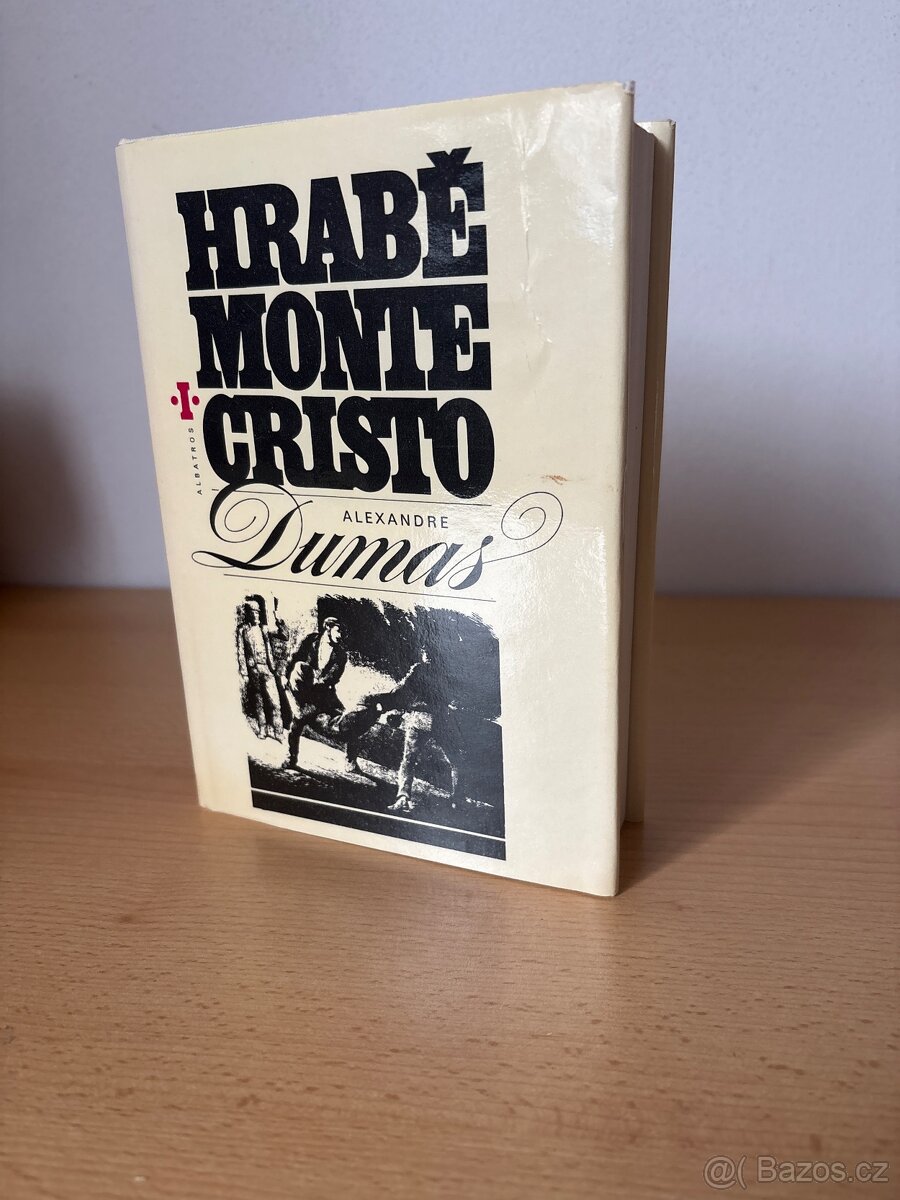 HRABĚ
MONTE
CRISTO
·I·
ALBATROS
ALEXANDRE
Dumas
@( Bazos.cz